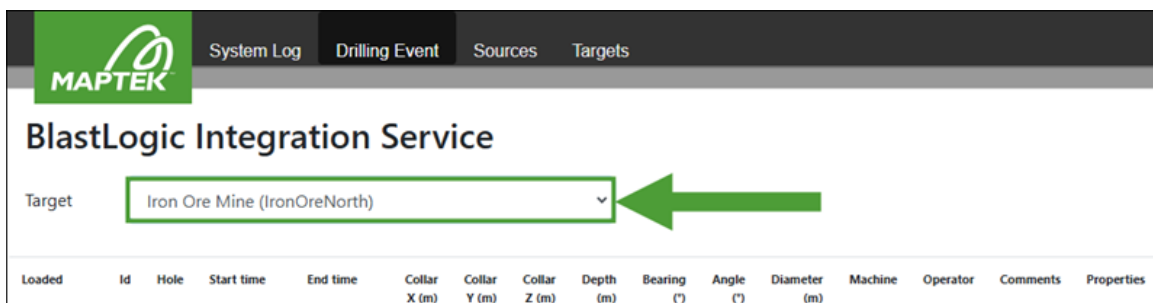 System Log Drilling Event Sources Targets
MAPTEK™
BlastLogic Integration Service
Target Iron Ore Mine (IronOreNorth)
Loaded Id Hole Start time End time Collar Collar Collar Depth Bearing Angle Diameter Machine Operator Comments Properties
X (m) Y (m) Z (m) (m) (°) (°) (m)